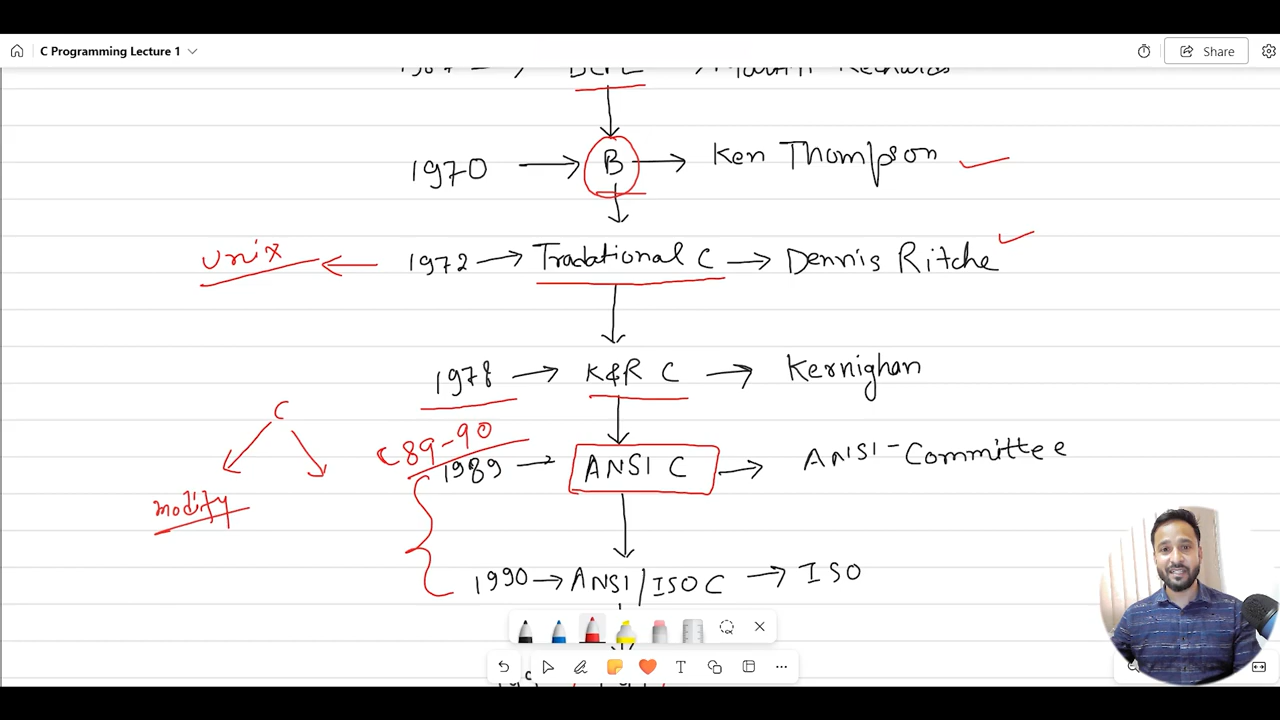 C Programming Lecture 1
Share
1970 → B → Ken Thompson
Unix ← 1972 → Tradational C → Dennis Ritche
1978 → K&R C → Kernighan
C
C89-90
1989 → ANSI C → ANSI-Committee
modify
1990 → ANSI/ISO C → ISO
T